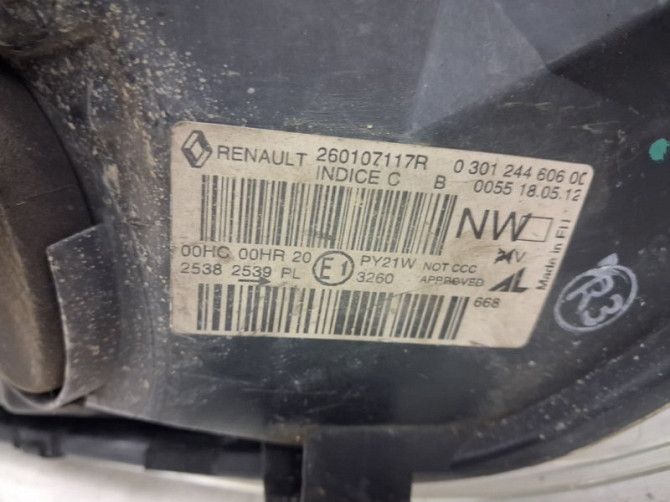 RENAULT 260107117R 0 301 244 606 00
INDICE C B 0055 18.05.12
NW
00HC 00HR 20 PY21W NOT CCC
2538 2539 PL E1 3260 APPROVED AL
668
Made in EU
R3